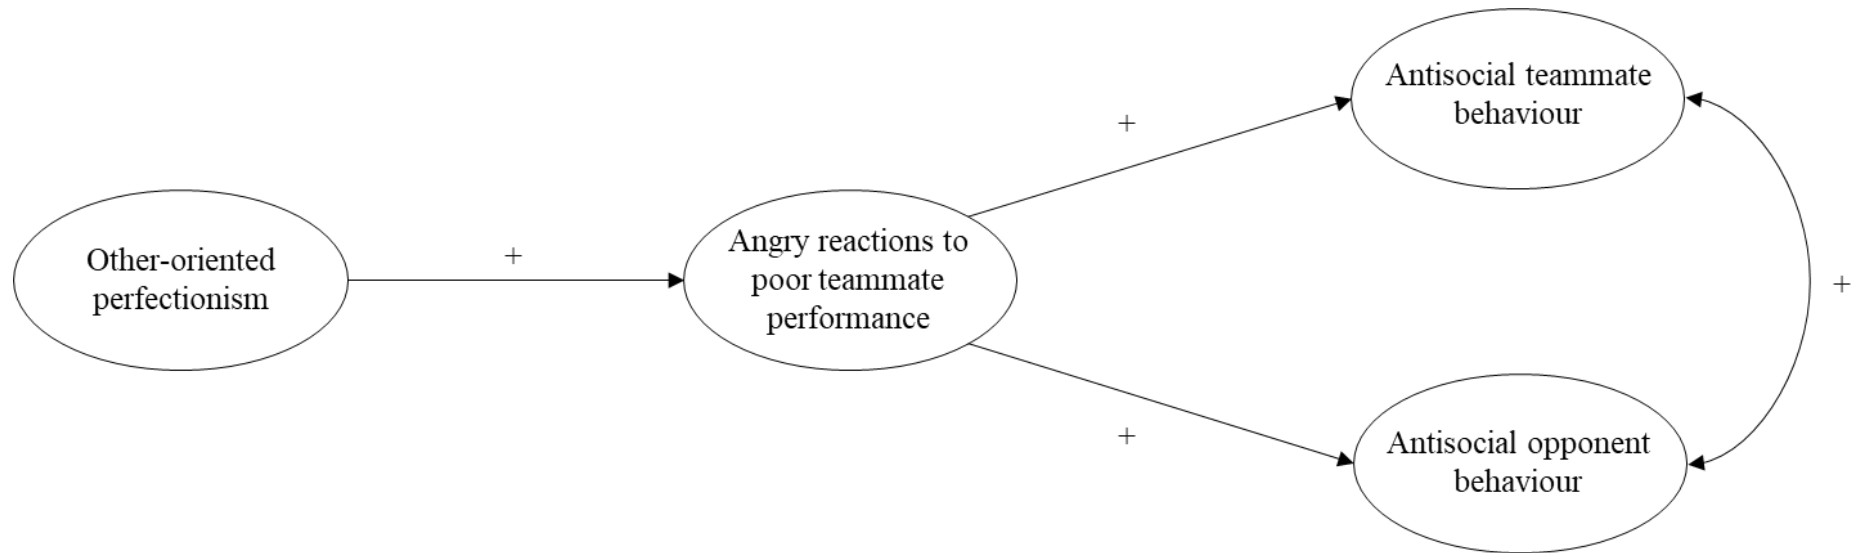 Other-oriented
perfectionism
+
Angry reactions to
poor teammate
performance
+
+
Antisocial teammate
behaviour
Antisocial opponent
behaviour
+